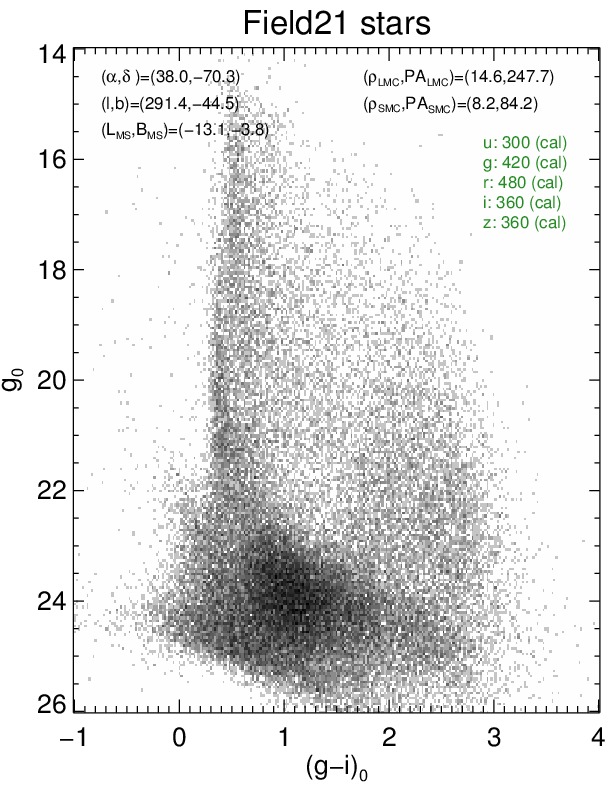 Field21 stars
(α,δ )=(38.0,−70.3)
(l,b)=(291.4,−44.5)
(LMS,BMS)=(−13.1,−3.8)
(ρLMC,PALMC)=(14.6,247.7)
(ρSMC,PASMC)=(8.2,84.2)
u: 300 (cal)
g: 420 (cal)
r: 480 (cal)
i: 360 (cal)
z: 360 (cal)
14
16
18
20
22
24
26
g0
−1 0 1 2 3 4
(g−i)0